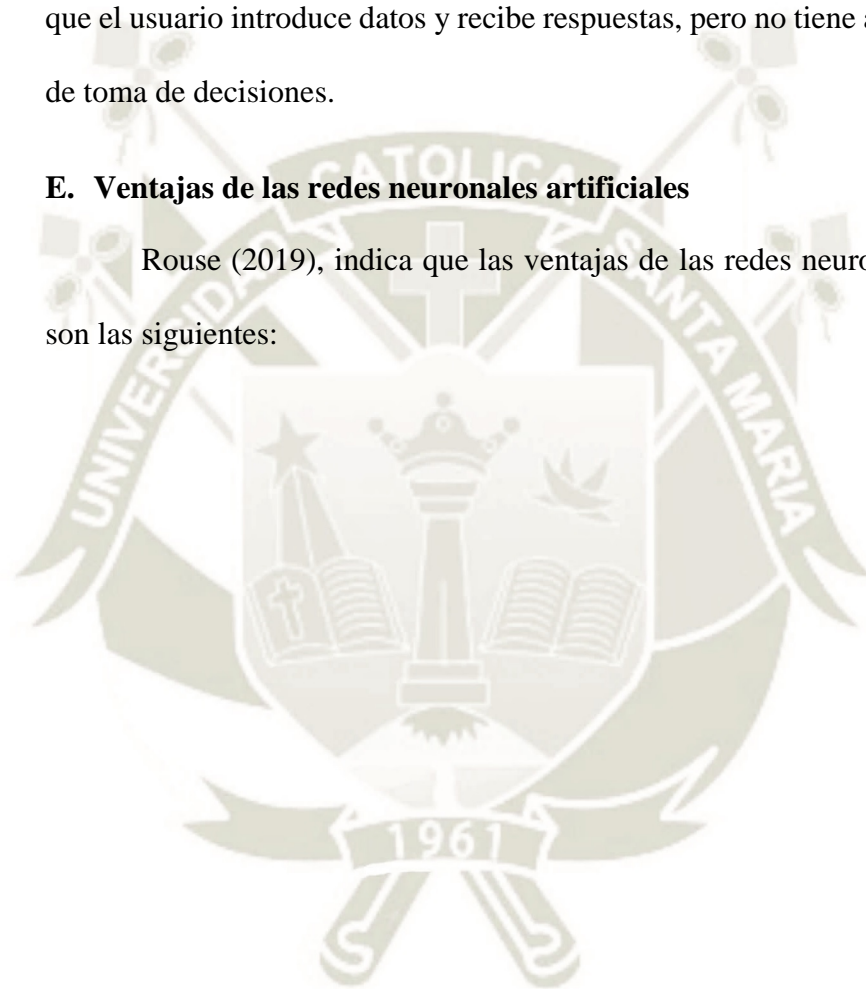 que el usuario introduce datos y recibe respuestas, pero no tiene
de toma de decisiones.
E. Ventajas de las redes neuronales artificiales
Rouse (2019), indica que las ventajas de las redes
son las siguientes:
UNIVERSIDAD CATOLICA SANTA MARIA
1961